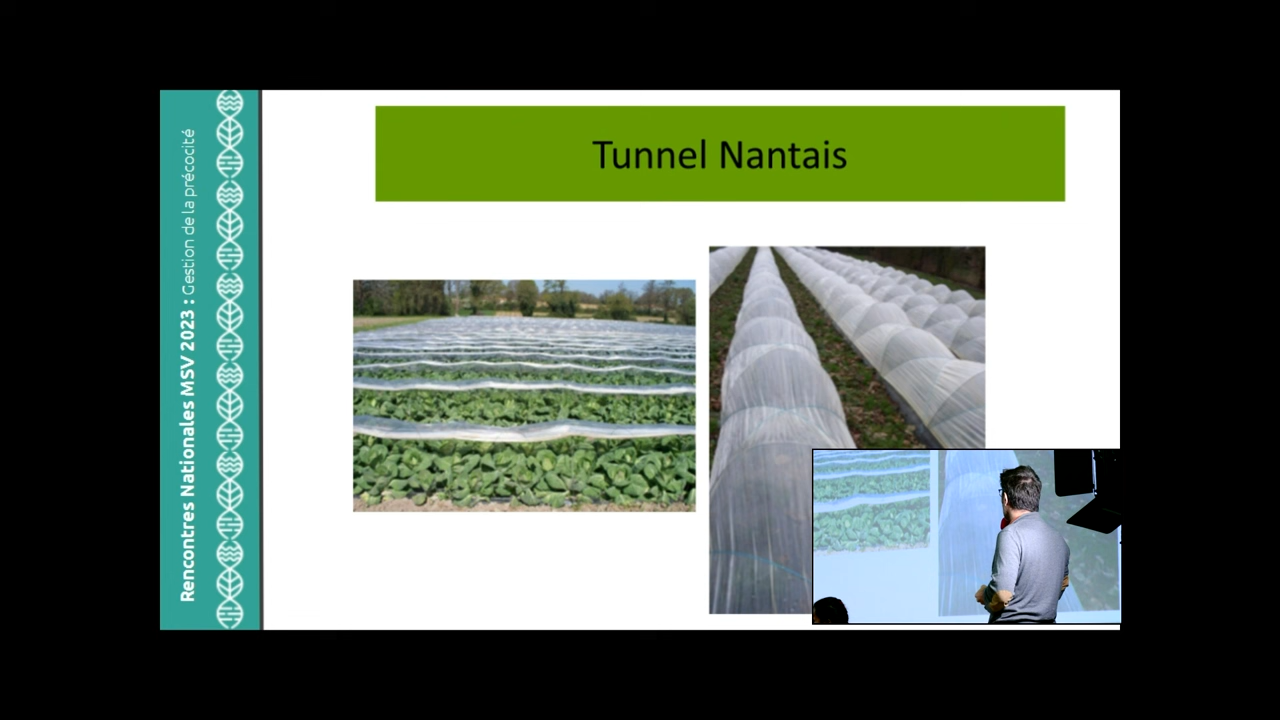 Tunnel Nantais
Rencontres Nationales MSV 2023 : Gestion de la précocité